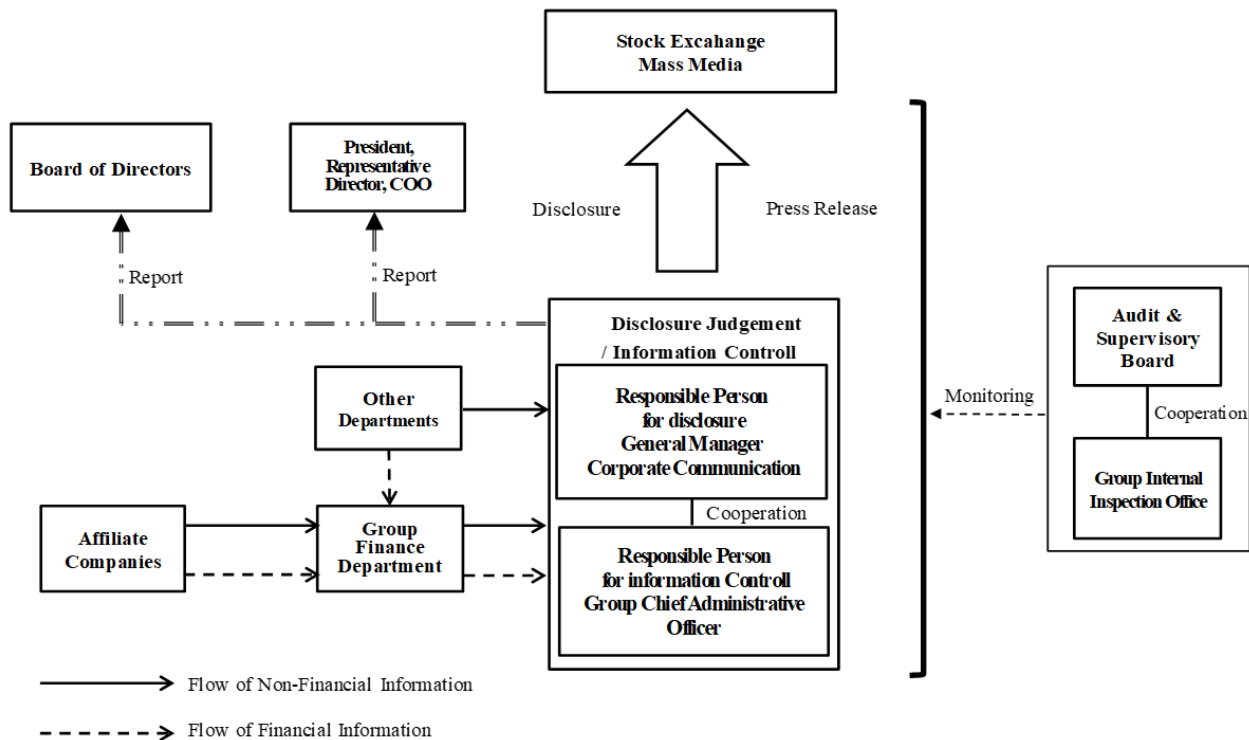 Stock Excahange
Mass Media
Board of Directors
President,
Representative
Director, COO
Disclosure
Press Release
Report
Report
Disclosure Judgement
/ Information Controll
Audit &
Supervisory
Board
Other
Departments
Responsible Person
for disclosure
General Manager
Corporate Communication
Monitoring
Cooperation
Group Internal
Inspection Office
Cooperation
Affiliate
Companies
Group
Finance
Department
Responsible Person
for information Controll
Group Chief Administrative
Officer
Flow of Non-Financial Information
Flow of Financial Information